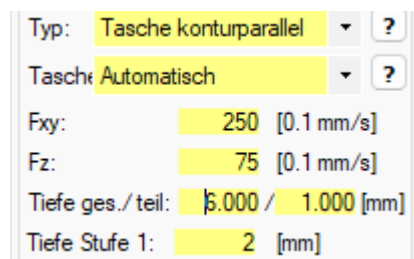 Typ: Tasche konturparallel ?
Tasche Automatisch ?
Fxy: 250 [0.1 mm/s]
Fz: 75 [0.1 mm/s]
Tiefe ges./ teil: 6.000 / 1.000 [mm]
Tiefe Stufe 1: 2 [mm]